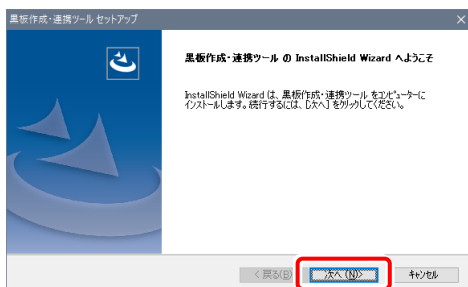 黒板作成・連携ツール セットアップ
黒板作成・連携ツール の InstallShield Wizard へようこそ
InstallShield Wizard は、黒板作成・連携ツール をコンピューターに
インストールします。続行するには、［次へ］をクリックしてください。
< 戻る(B)
次へ(N)>
キャンセル